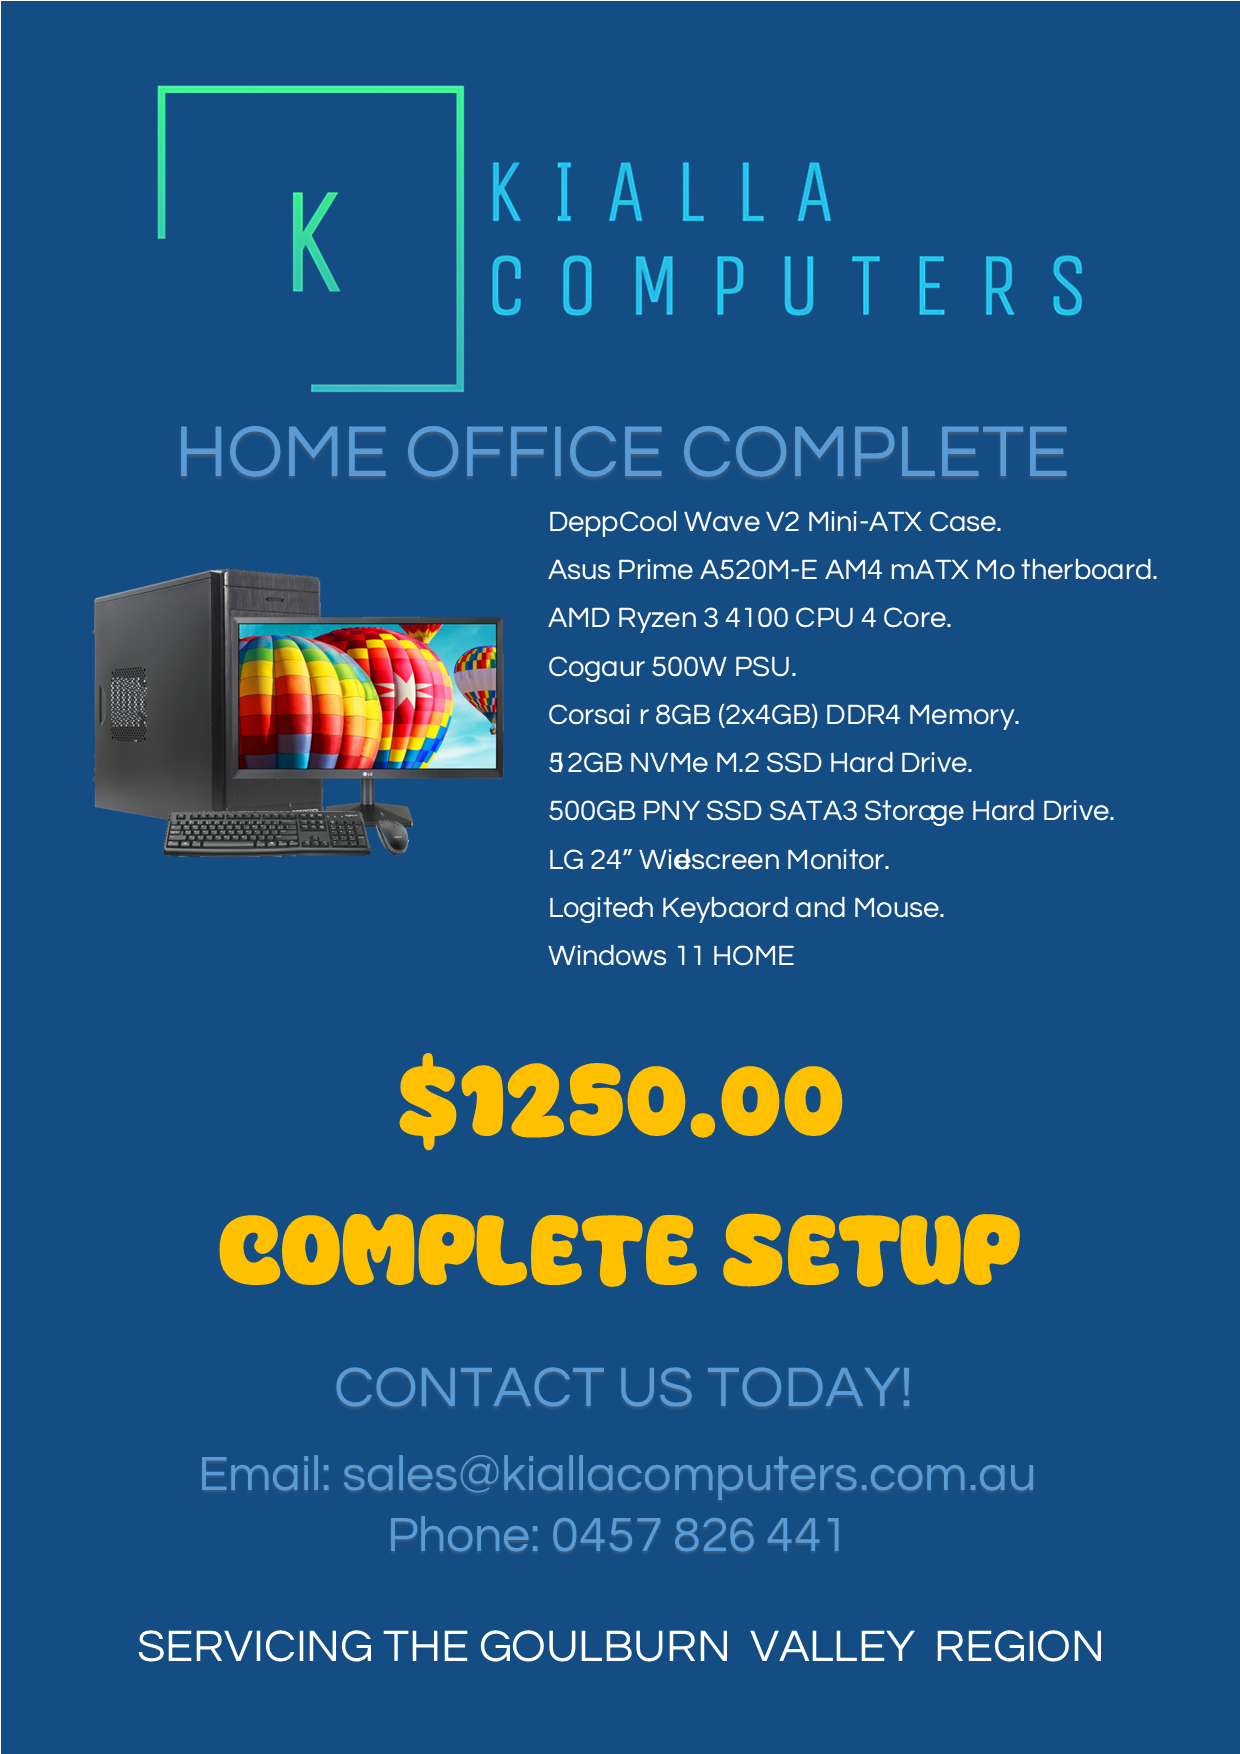 K
KIALLA
COMPUTERS
HOME OFFICE COMPLETE
DeppCool Wave V2 Mini-ATX Case.
Asus Prime A520M-E AM4 mATX Mo therboard.
AMD Ryzen 3 4100 CPU 4 Core.
Cogaur 500W PSU.
Corsai r 8GB (2x4GB) DDR4 Memory.
512GB NVMe M.2 SSD Hard Drive.
500GB PNY SSD SATA3 Storage Hard Drive.
LG 24” Widescreen Monitor.
Logitech Keybaord and Mouse.
Windows 11 HOME
LG
$1250.00
COMPLETE SETUP
CONTACT US TODAY!
Email: sales@kiallacomputers.com.au
Phone: 0457 826 441
SERVICING THE GOULBURN VALLEY REGION